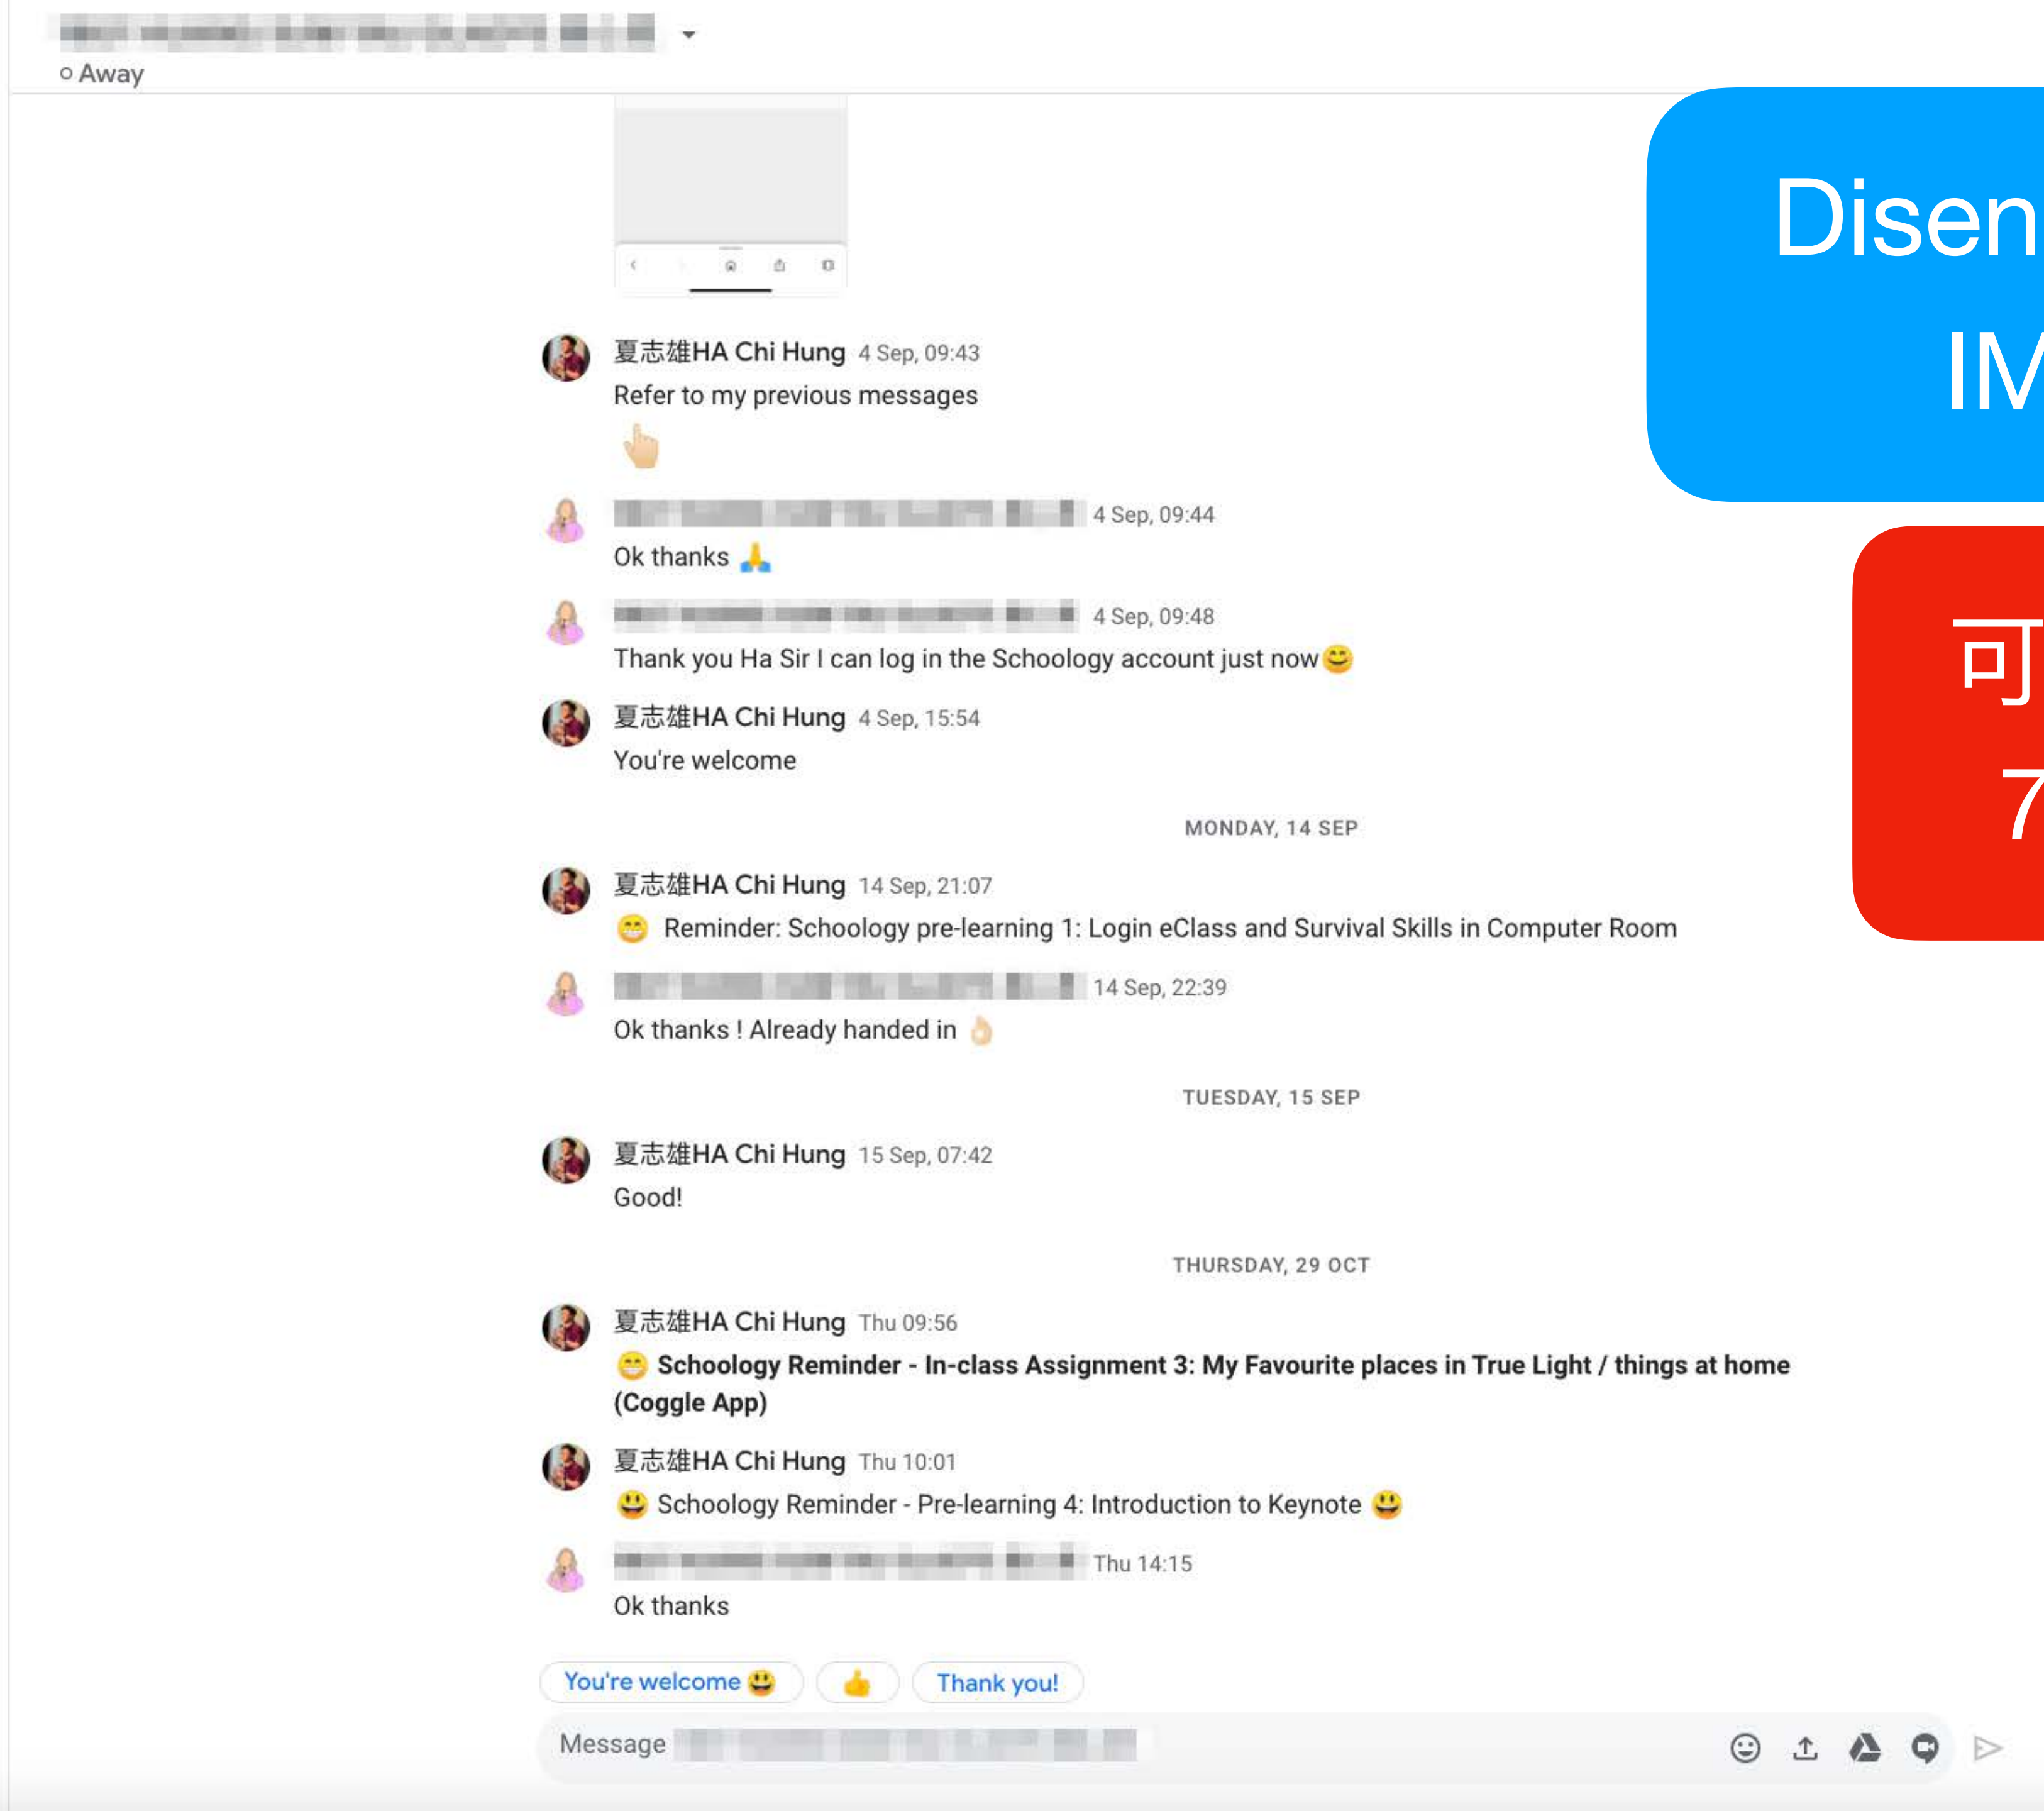 Away
夏志雄HA Chi Hung 4 Sep, 09:43
Refer to my previous messages
4 Sep, 09:44
Ok thanks 🙏
4 Sep, 09:48
Thank you Ha Sir I can log in the Schoology account just now😄
夏志雄HA Chi Hung 4 Sep, 15:54
You're welcome
MONDAY, 14 SEP
夏志雄HA Chi Hung 14 Sep, 21:07
😁 Reminder: Schoology pre-learning 1: Login eClass and Survival Skills in Computer Room
14 Sep, 22:39
Ok thanks ! Already handed in 👌🏻
TUESDAY, 15 SEP
夏志雄HA Chi Hung 15 Sep, 07:42
Good!
THURSDAY, 29 OCT
夏志雄HA Chi Hung Thu 09:56
😁 Schoology Reminder - In-class Assignment 3: My Favourite places in True Light / things at home
(Coggle App)
夏志雄HA Chi Hung Thu 10:01
😃 Schoology Reminder - Pre-learning 4: Introduction to Keynote 😃
Thu 14:15
Ok thanks
You're welcome 😃 👍 Thank you!
Message
Disen
IM
可
7